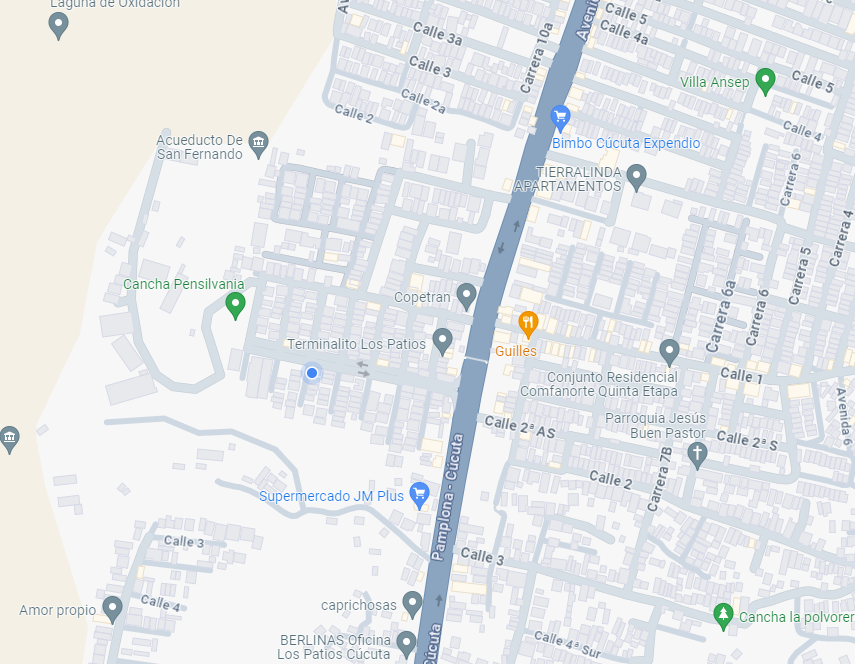 Laguna de Oxidación
Calle 5
Calle 4a
Calle 3a
Carrera 10a
Calle 3
Calle 5
Villa Ansep
Calle 2a
Calle 2
Calle 4
Bimbo Cúcuta Expendio
Acueducto De
San Fernando
TIERRALINDA
APARTAMENTOS
Carrera 6
Carrera 4
Carrera 5
Cancha Pensilvania
Copetran
Carrera 6a
Carrera 6
Terminalito Los Patios
Guilles
Conjunto Residencial
Comfanorte Quinta Etapa
Calle 1
Avenida 6
Parroquia Jesús
Buen Pastor
Calle 2ª AS
Calle 2ª S
Pamplona - Cúcuta
Carrera 7B
Calle 2
Supermercado JM Plus
Calle 3
Calle 3
Calle 4
Amor propio
caprichosas
Cancha la polvorer
BERLINAS Oficina
Los Patios Cúcuta
Cúcuta
Calle 4ª Sur